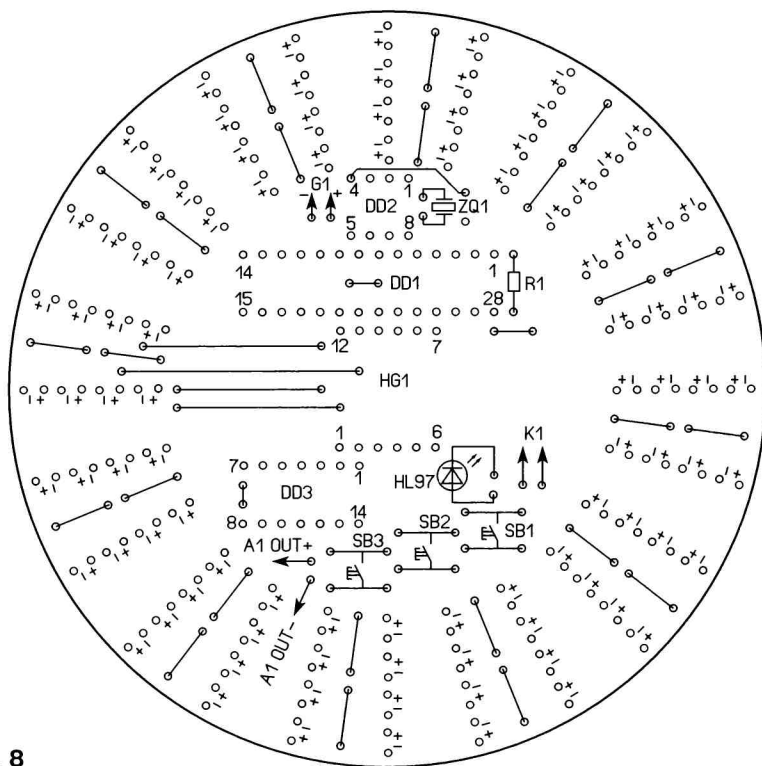 G1
- +
4 1
DD2
ZQ1
5 8
14 1
DD1
R1
15 28
12 7
HG1
1 6
K1
7 1
HL97
DD3
8 14
SB3 SB2 SB1
A1 OUT+
A1 OUT-
8